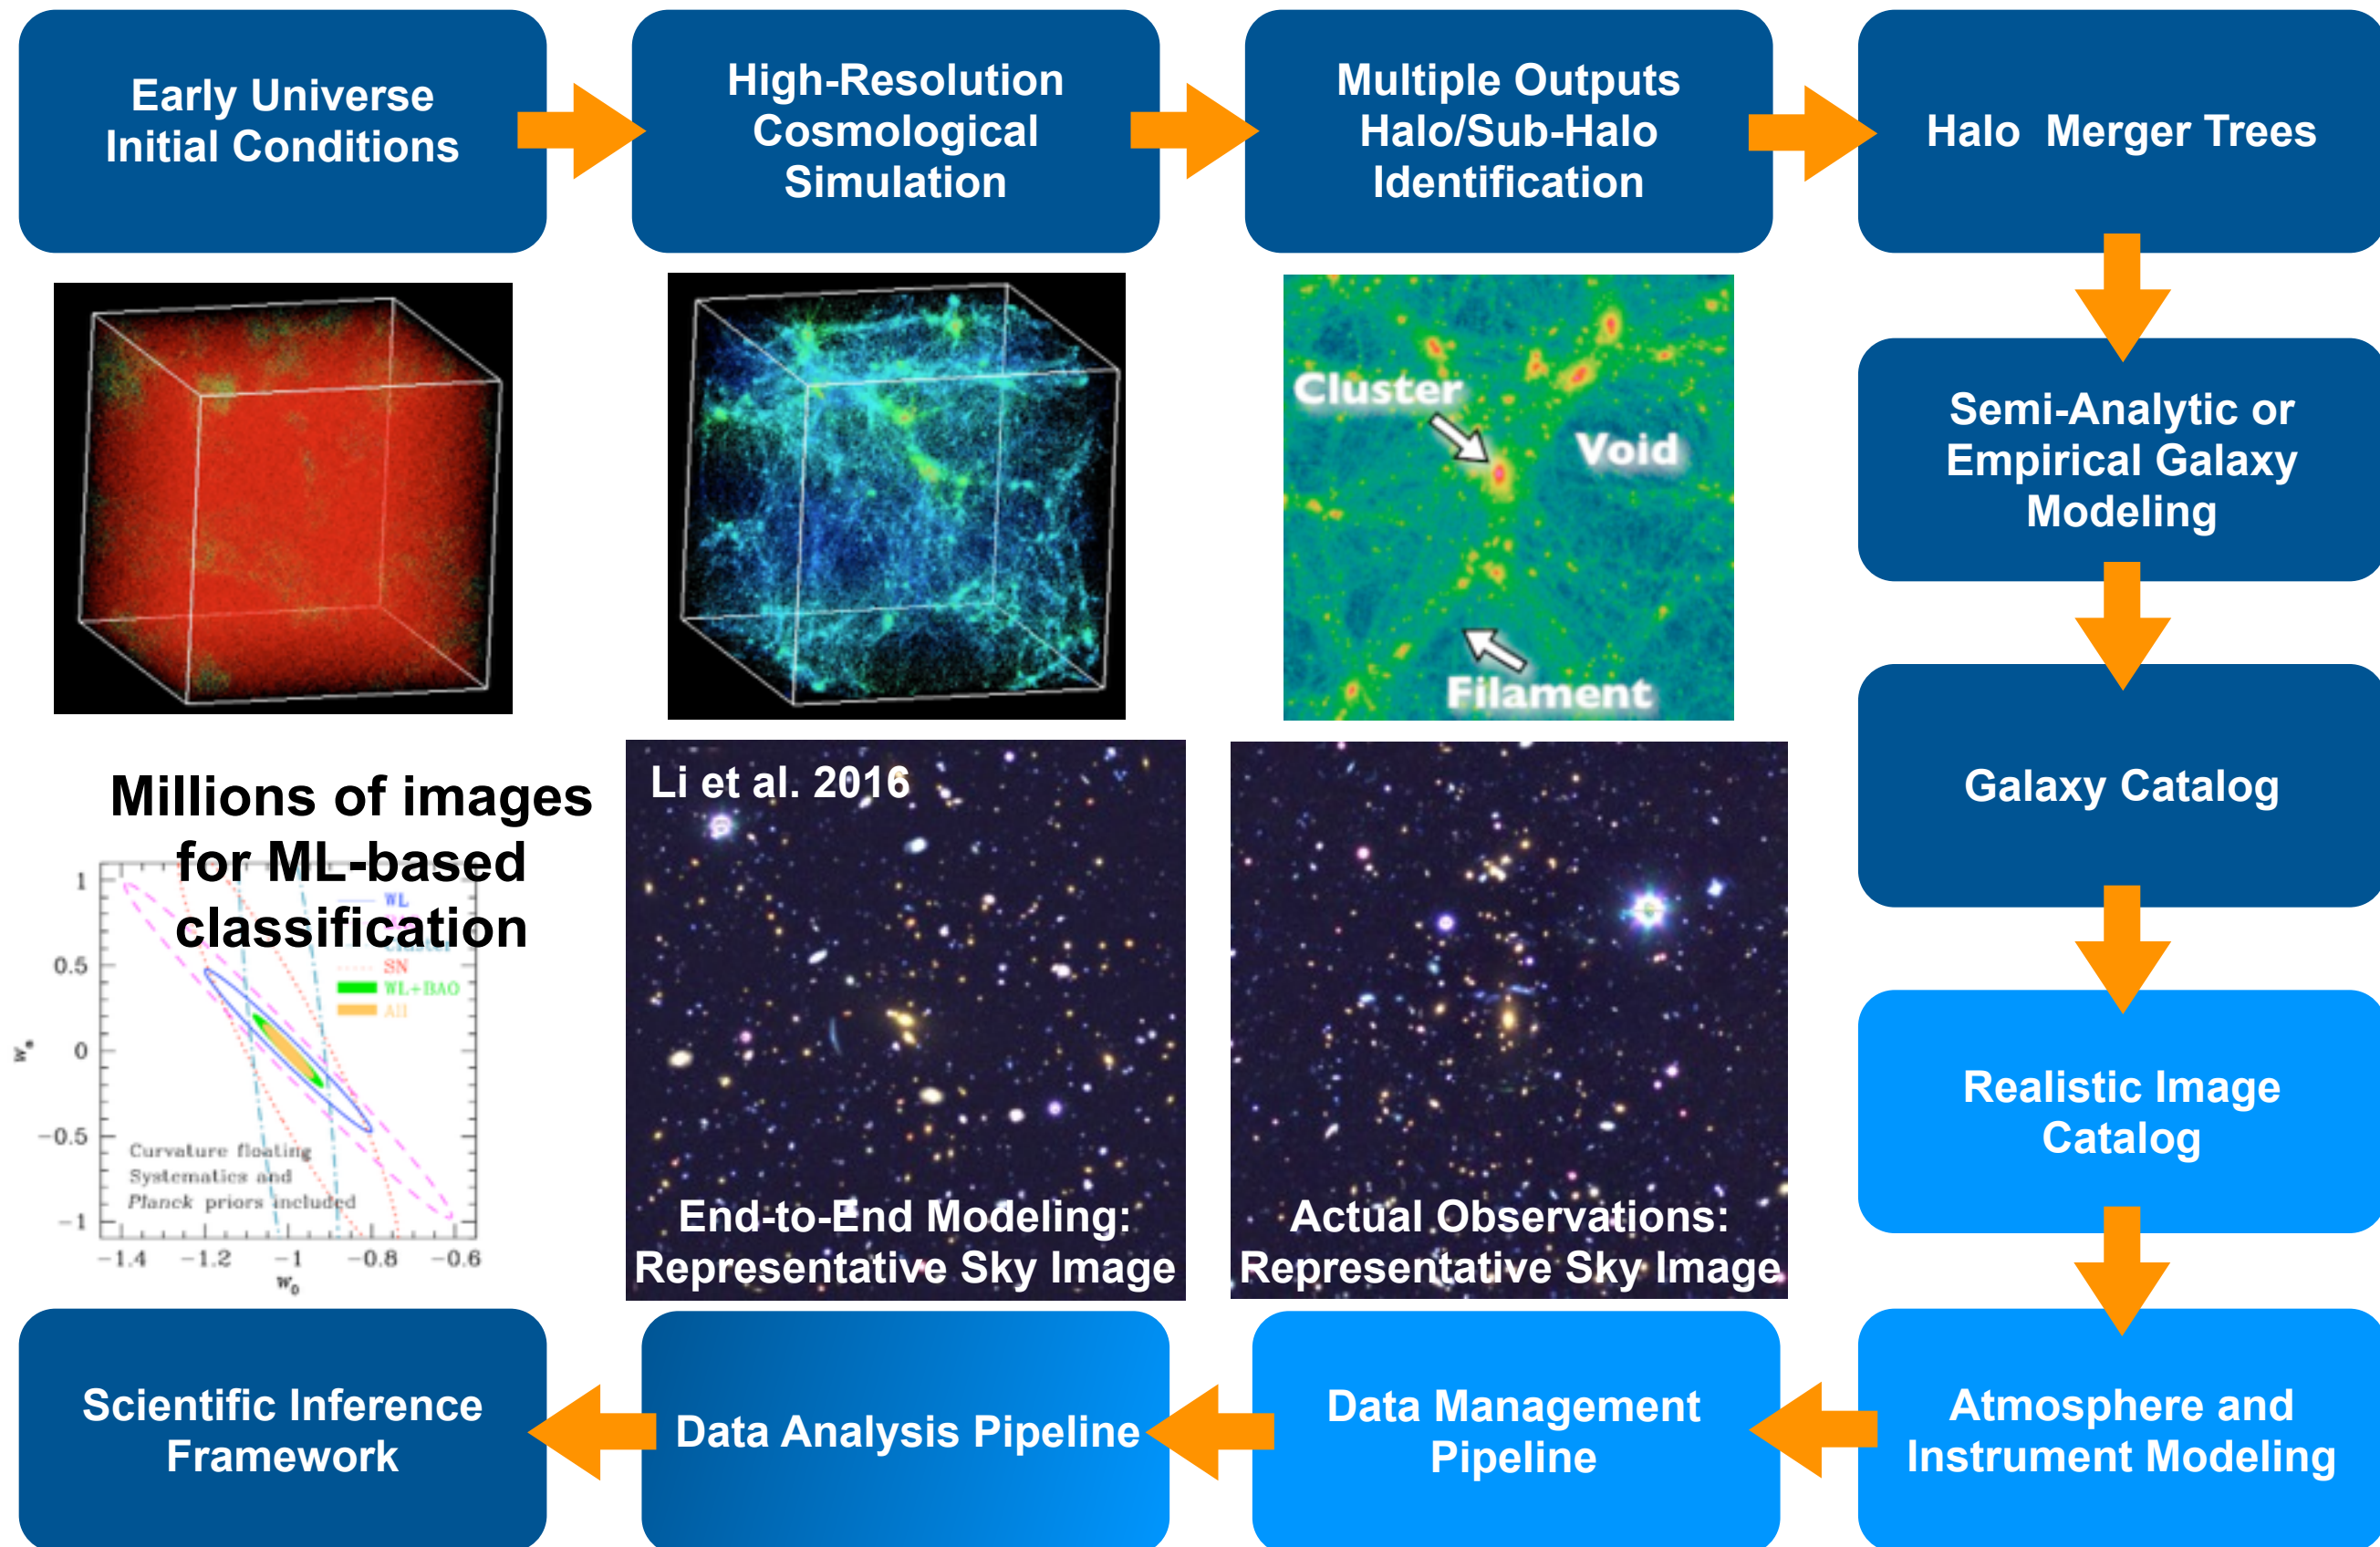 Early Universe
Initial Conditions
High-Resolution
Cosmological
Simulation
Multiple Outputs
Halo/Sub-Halo
Identification
Halo Merger Trees
Cluster
Void
Filament
Semi-Analytic or
Empirical Galaxy
Modeling
Galaxy Catalog
Millions of images
for ML-based
classification
1
0.5
0
-0.5
-1
-1.4
-1.2
-1
-0.8
-0.6
w0
wa
WL
Cluster
SN
WL+BAO
All
Curvature floating
Systematics and
Planck priors included
Li et al. 2016
End-to-End Modeling:
Representative Sky Image
Actual Observations:
Representative Sky Image
Realistic Image
Catalog
Scientific Inference
Framework
Data Analysis Pipeline
Data Management
Pipeline
Atmosphere and
Instrument Modeling